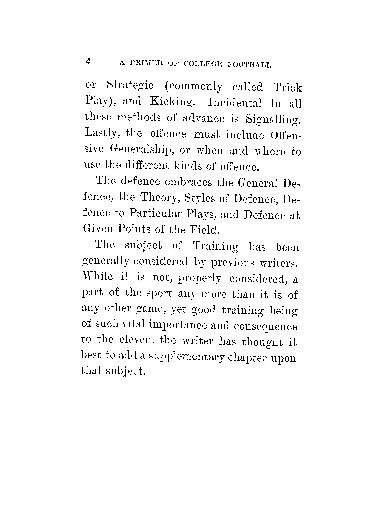 4 A PRIMER OF COLLEGE FOOTBALL
or Strategic (commonly called Trick
Play), and Kicking. Incidental to all
these methods of advance is Signalling.
Lastly, the offence must include Offen-
sive Generalship, or when and where to
use the different kinds of offence.
The defence embraces the General De-
fence, the Theory, Styles of Defence, De-
fence to Particular Plays, and Defence at
Given Points of the Field.
The subject of Training has been
generally considered by previous writers.
While it is not, properly considered, a
part of the sport any more than it is of
any other game, yet good training being
of such vital importance and consequence
to the eleven, the writer has thought it
best to add a supplementary chapter upon
that subject.